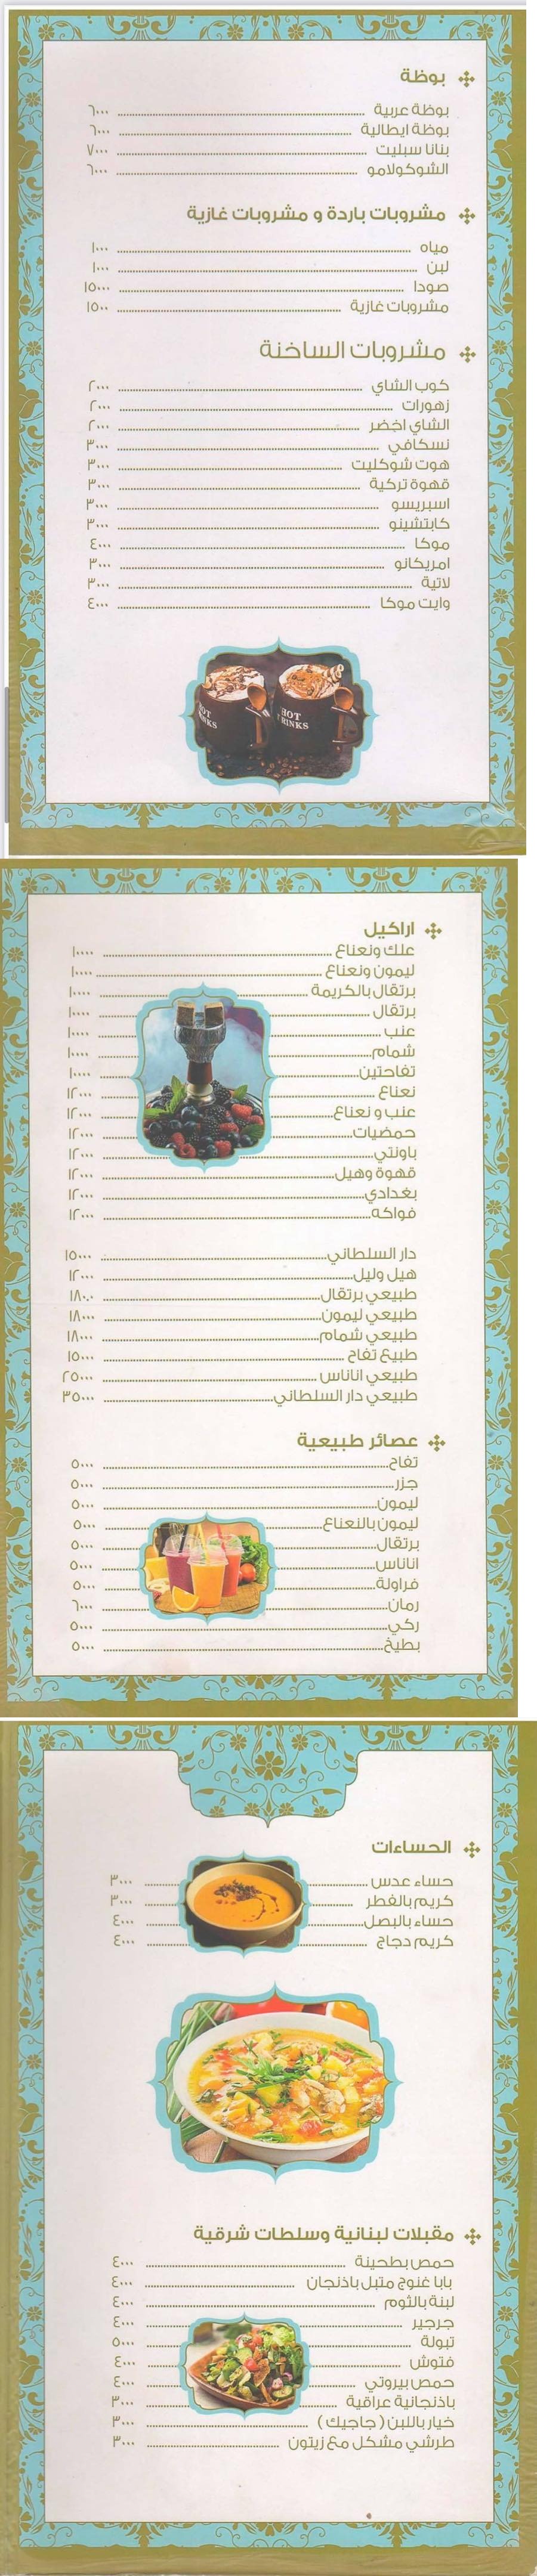 بوظة
بوظة عربية ٦٠٠٠
بوظة ايطالية ٦٠٠٠
بنانا سبليت ٧٠٠٠
الشوكولامو ٦٠٠٠
مشروبات باردة و مشروبات غازية
مياه ١٠٠٠
لبن ١٠٠٠
صودا ١٥٠٠٠
مشروبات غازية ١٥٠٠
مشروبات الساخنة
كوب الشاي ٢٠٠٠
زهورات ٢٠٠٠
الشاي اخضر ٢٠٠٠
نسكافي ٣٠٠٠
هوت شوكليت ٣٠٠٠
قهوة تركية ٣٠٠٠
اسبريسو ٣٠٠٠
كابتشينو ٣٠٠٠
موكا ٤٠٠٠
امريكانو ٣٠٠٠
لاتية ٣٠٠٠
وايت موكا ٤٠٠٠
HOT DRINKS
HOT DRINKS
اراكيل
علك ونعناع ١٠٠٠٠
ليمون ونعناع ١٠٠٠٠
برتقال بالكريمة ١٠٠٠٠
برتقال ١٠٠٠٠
عنب ١٠٠٠٠
شمام ١٠٠٠٠
تفاحتين ١٠٠٠٠
نعناع ١٢٠٠٠
عنب و نعناع ١٢٠٠٠
حمضيات ١٢٠٠٠
باونتي ١٢٠٠٠
قهوة وهيل ١٢٠٠٠
بغدادي ١٢٠٠٠
فواكه ١٢٠٠٠
دار السلطاني ١٥٠٠٠
هيل وليل ١٢٠٠٠
طبيعي برتقال ١٨٠٠٠
طبيعي ليمون ١٨٠٠٠
طبيعي شمام ١٨٠٠٠
طبيع تفاح ١٥٠٠٠
طبيعي اناناس ٢٥٠٠٠
طبيعي دار السلطاني ٣٥٠٠٠
عصائر طبيعية
تفاح ٥٠٠٠
جزر ٥٠٠٠
ليمون ٥٠٠٠
ليمون بالنعناع ٥٠٠٠
برتقال ٥٠٠٠
اناناس ٥٠٠٠
فراولة ٥٠٠٠
رمان ٦٠٠٠
ركي ٥٠٠٠
بطيخ ٥٠٠٠
الحساءات
حساء عدس ٣٠٠٠
كريم بالفطر ٣٠٠٠
حساء بالبصل ٤٠٠٠
كريم دجاج ٤٠٠٠
مقبلات لبنانية وسلطات شرقية
حمص بطحينة ٤٠٠٠
بابا غنوج متبل باذنجان ٤٠٠٠
لبنة بالثوم ٤٠٠٠
جرجير ٤٠٠٠
تبولة ٥٠٠٠
فتوش ٤٠٠٠
حمص بيروتي ٤٠٠٠
باذنجانية عراقية ٣٠٠٠
خيار باللبن ( جاجيك ) ٣٠٠٠
طرشي مشكل مع زيتون ٣٠٠٠